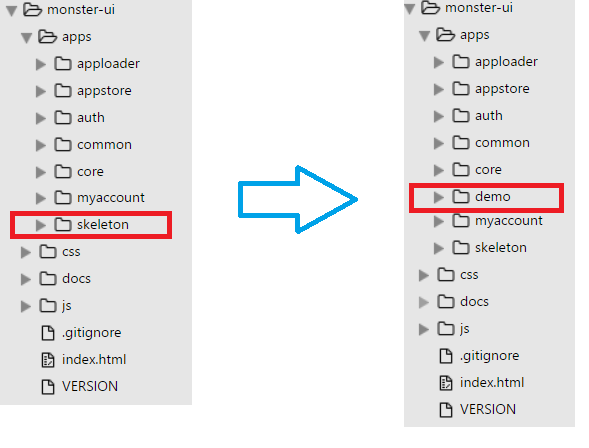 monster-ui
apps
apploader
appstore
auth
common
core
myaccount
skeleton
css
docs
js
.gitignore
index.html
VERSION
monster-ui
apps
apploader
appstore
auth
common
core
demo
myaccount
skeleton
css
docs
js
.gitignore
index.html
VERSION